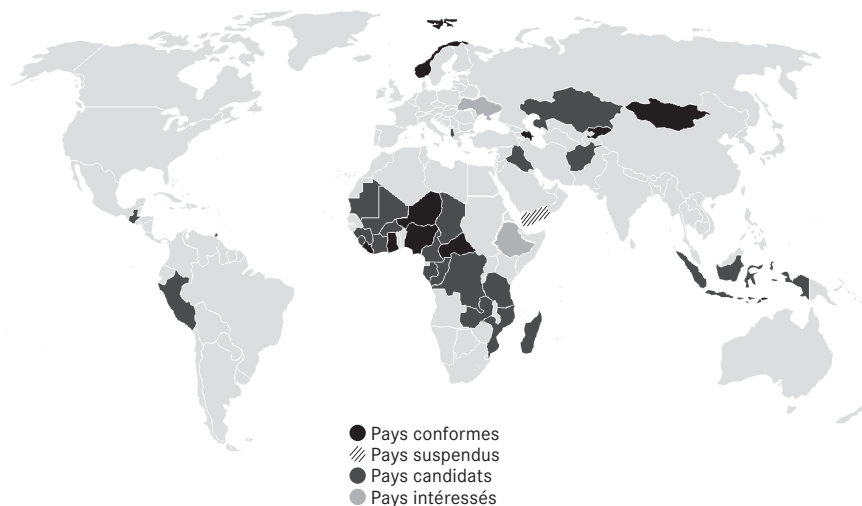 Pays conformes
Pays suspendus
Pays candidats
Pays intéressés